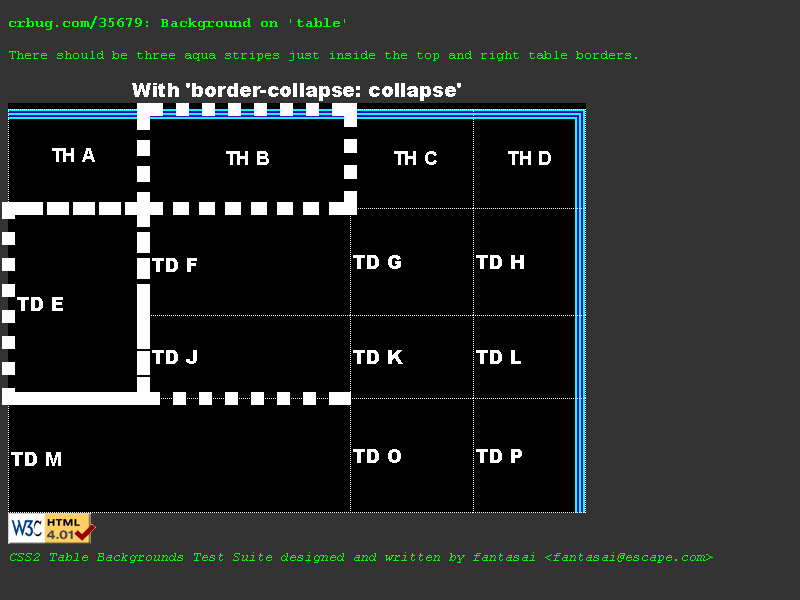 crbug.com/35679: Background on 'table'
There should be three aqua stripes just inside the top and right table borders.
With 'border-collapse: collapse'
TH A TH B TH C TH D
TD E TD F TD G TD H
TD J TD K TD L
TD M TD O TD P
W3C HTML 4.01
CSS2 Table Backgrounds Test Suite designed and written by fantasai <fantasai@escape.com>